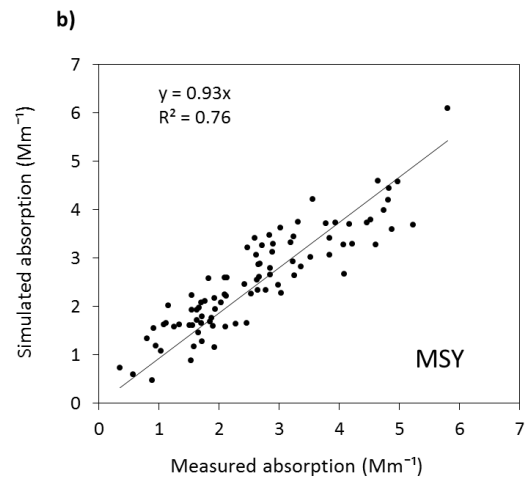 b)
7
6
5
4
3
2
1
0
Simulated absorption (Mm⁻¹)
y = 0.93x
R² = 0.76
MSY
0 1 2 3 4 5 6 7
Measured absorption (Mm⁻¹)